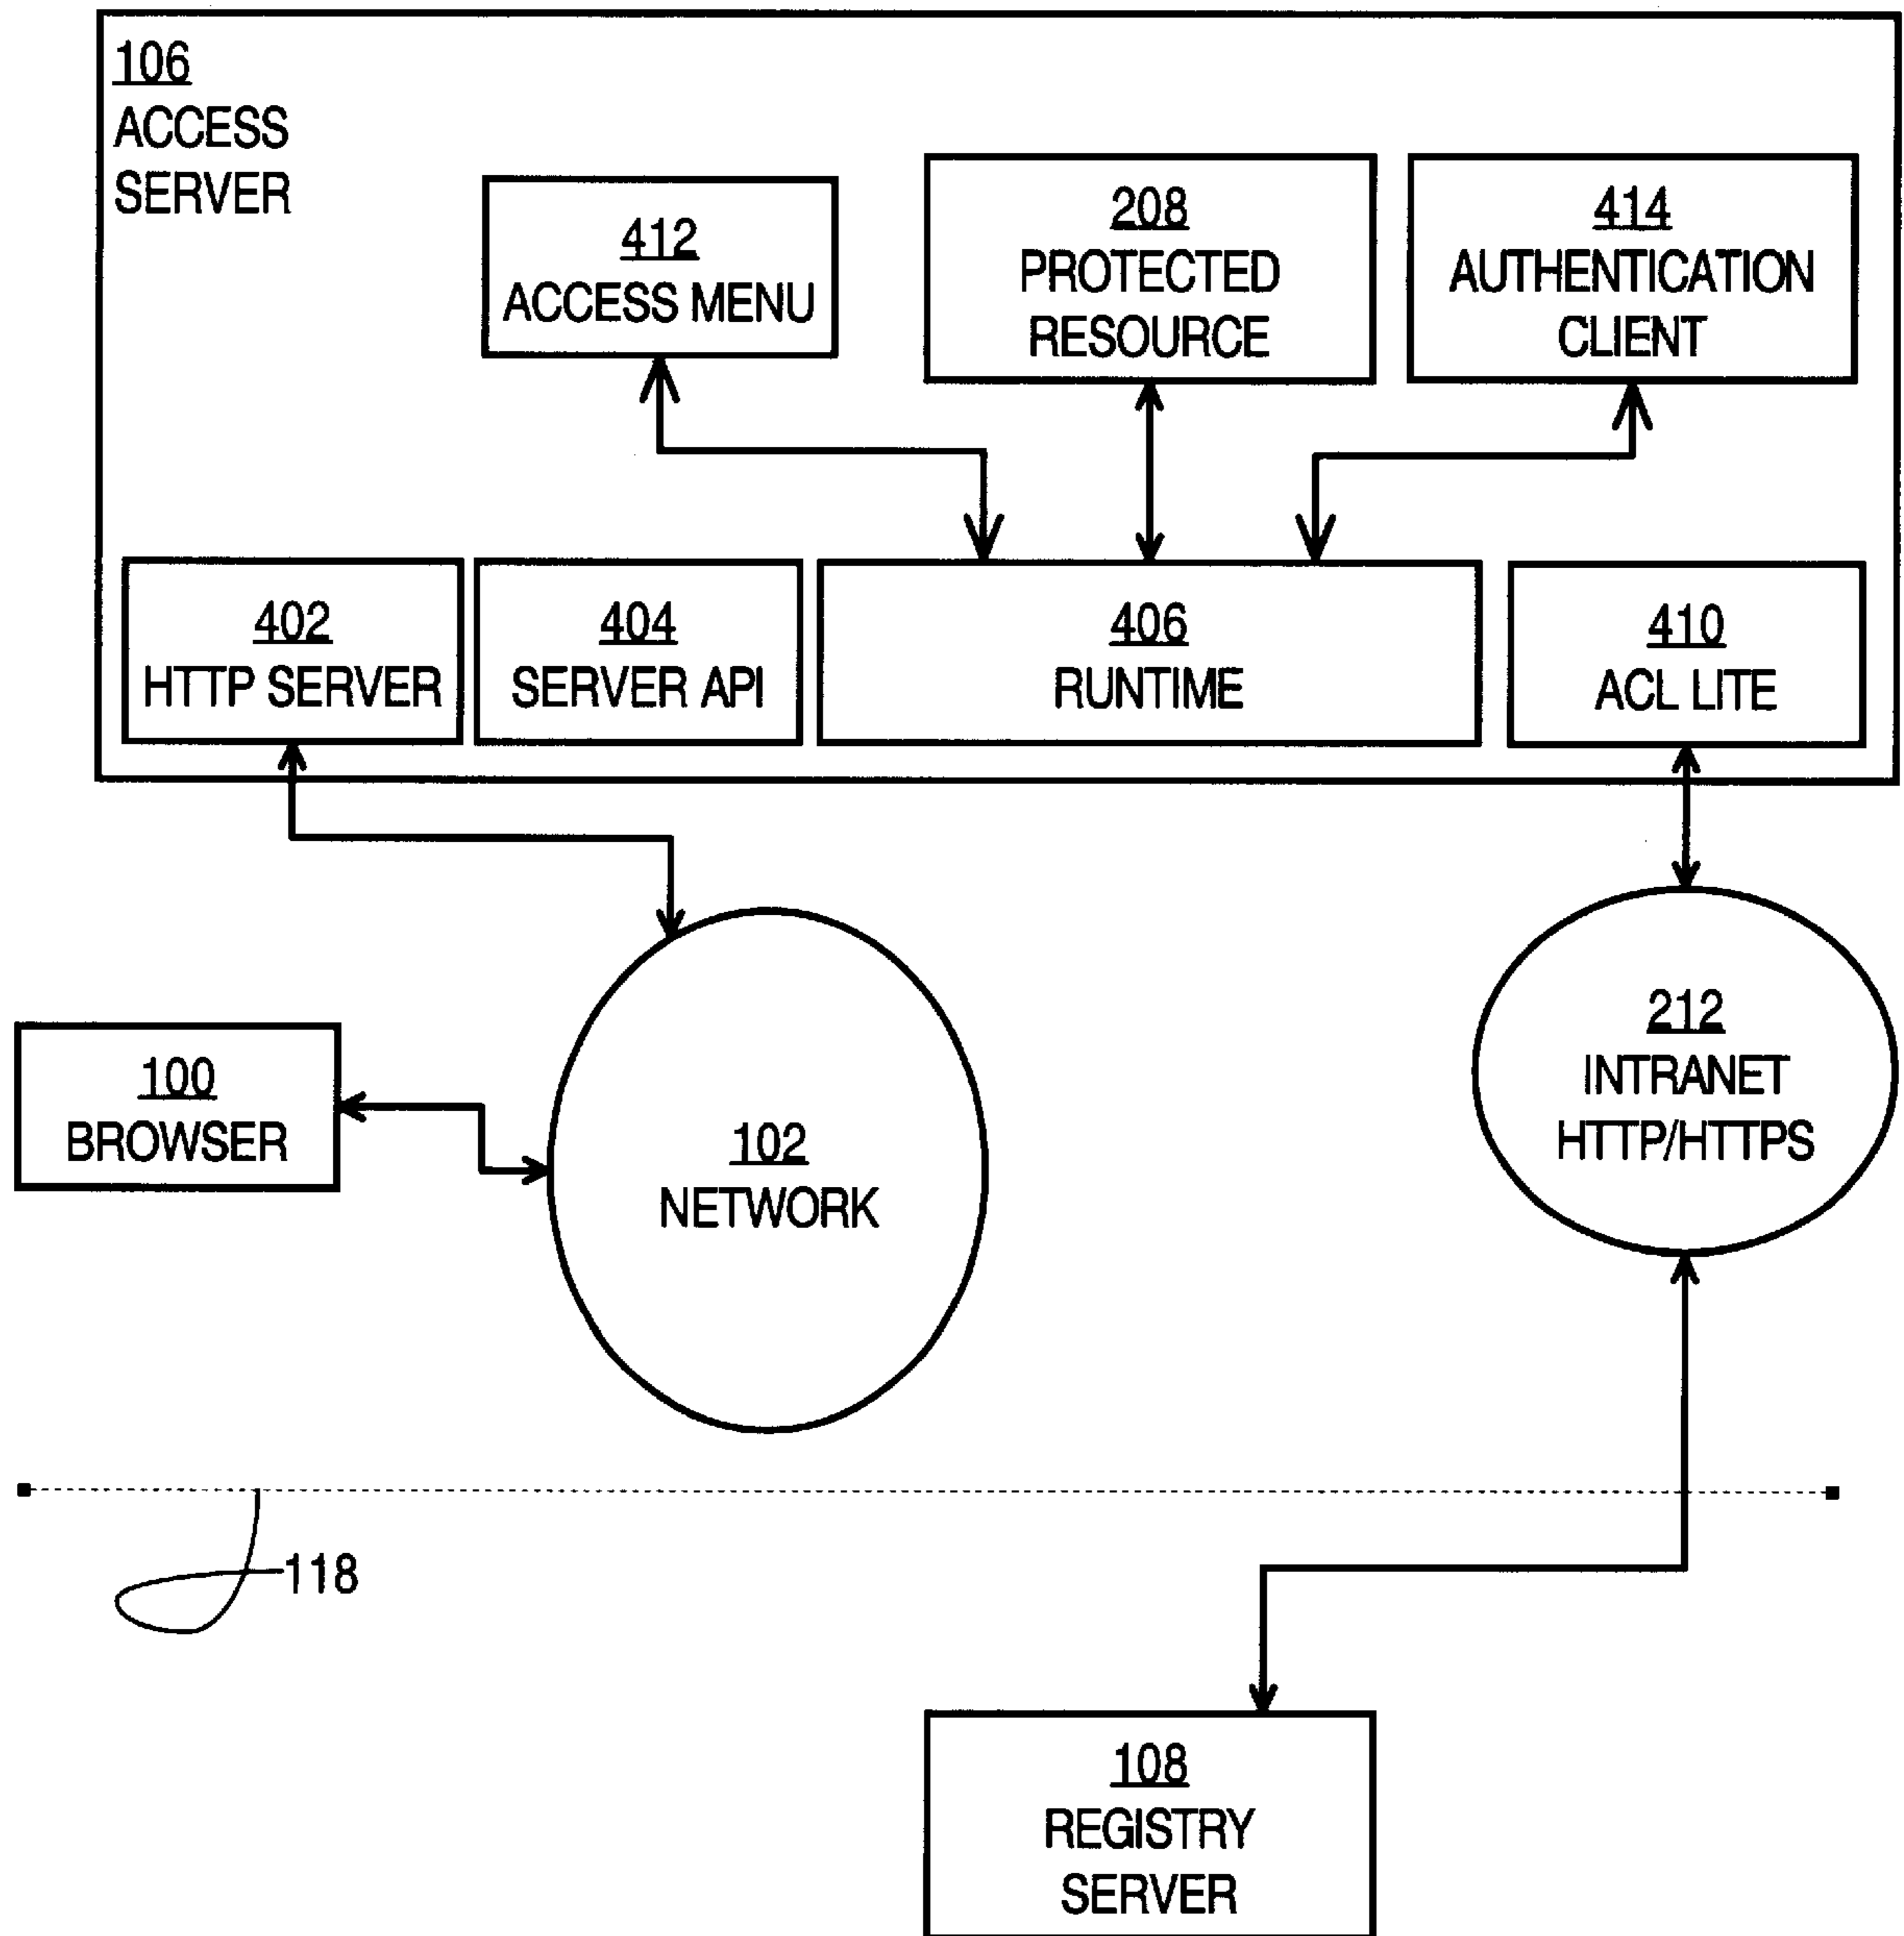 106
ACCESS
SERVER
412
ACCESS MENU
208
PROTECTED
RESOURCE
414
AUTHENTICATION
CLIENT
402
HTTP SERVER
404
SERVER API
406
RUNTIME
410
ACL LITE
100
BROWSER
102
NETWORK
212
INTRANET
HTTP/HTTPS
118
108
REGISTRY
SERVER